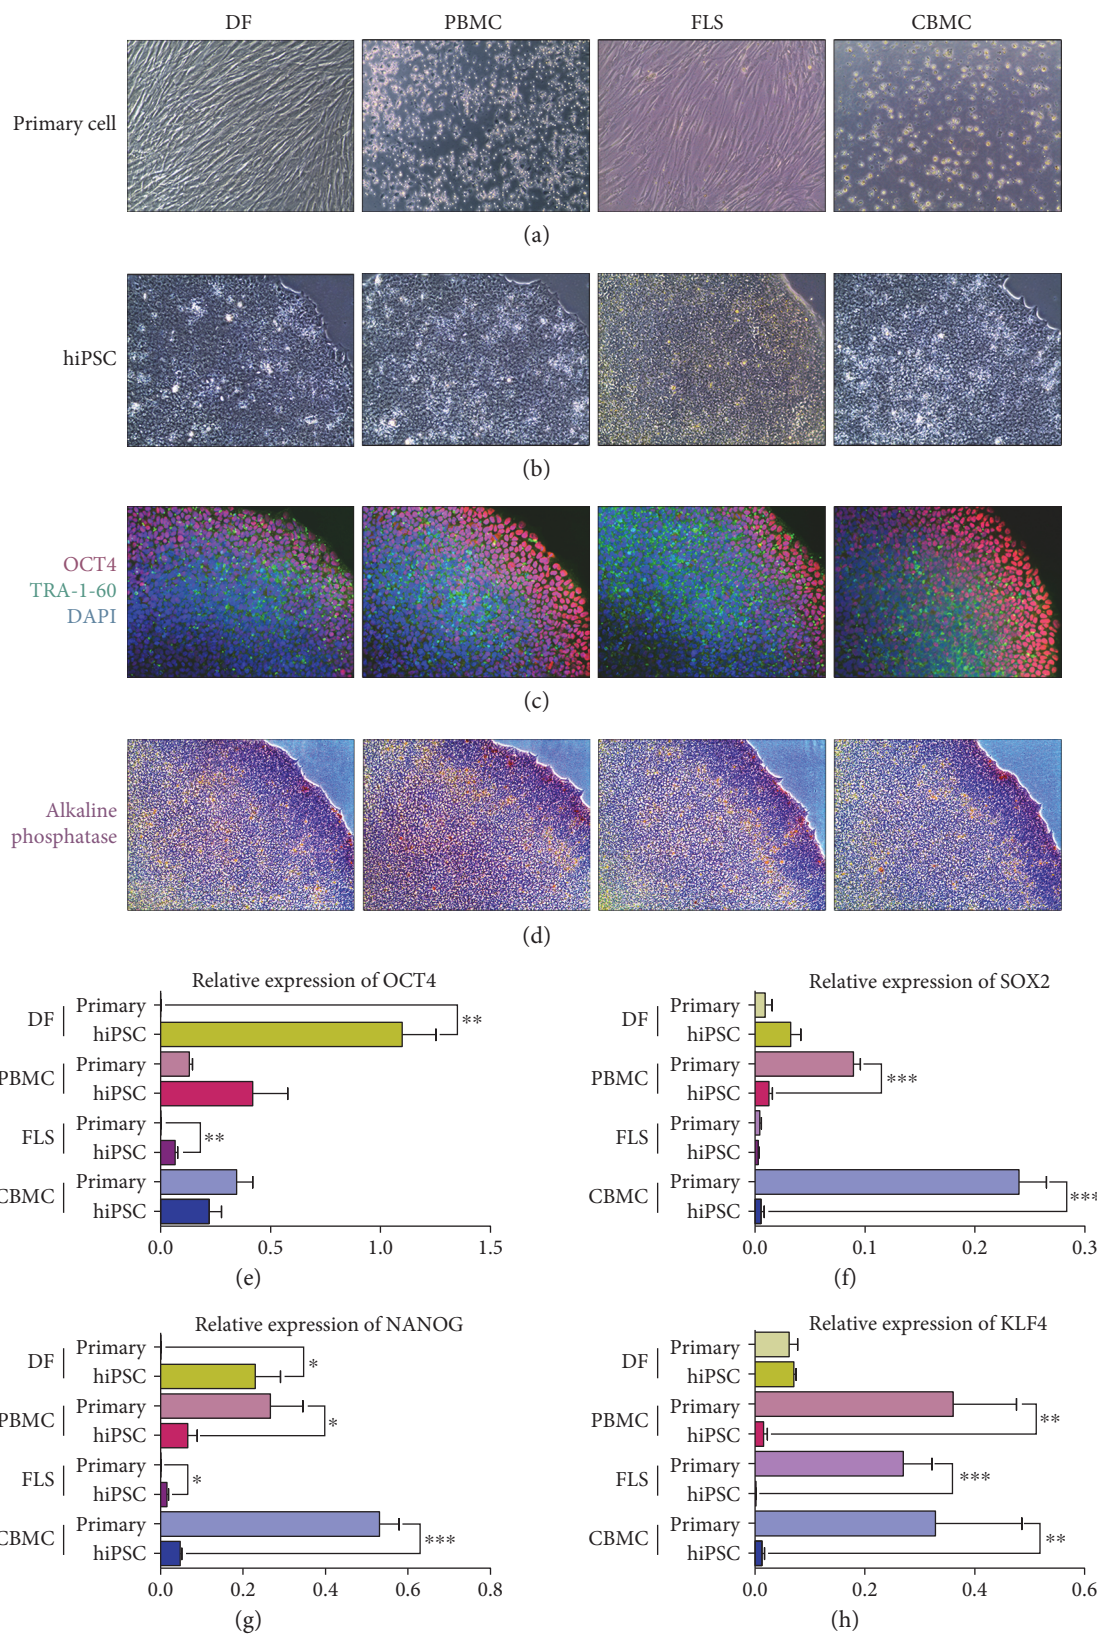 DF PBMC FLS CBMC
Primary cell
(a)
hiPSC
(b)
OCT4
TRA-1-60
DAPI
(c)
Alkaline
phosphatase
(d)
Relative expression of OCT4
DF
Primary
hiPSC
PBMC
Primary
hiPSC
FLS
Primary
hiPSC
CBMC
Primary
hiPSC
**
**
0.0 0.5 1.0 1.5
(e)
Relative expression of SOX2
DF
Primary
hiPSC
PBMC
Primary
hiPSC
FLS
Primary
hiPSC
CBMC
Primary
hiPSC
***
***
0.0 0.1 0.2 0.3
(f)
Relative expression of NANOG
DF
Primary
hiPSC
PBMC
Primary
hiPSC
FLS
Primary
hiPSC
CBMC
Primary
hiPSC
*
*
*
***
0.0 0.2 0.4 0.6 0.8
(g)
Relative expression of KLF4
DF
Primary
hiPSC
PBMC
Primary
hiPSC
FLS
Primary
hiPSC
CBMC
Primary
hiPSC
**
***
**
0.0 0.2 0.4 0.6
(h)